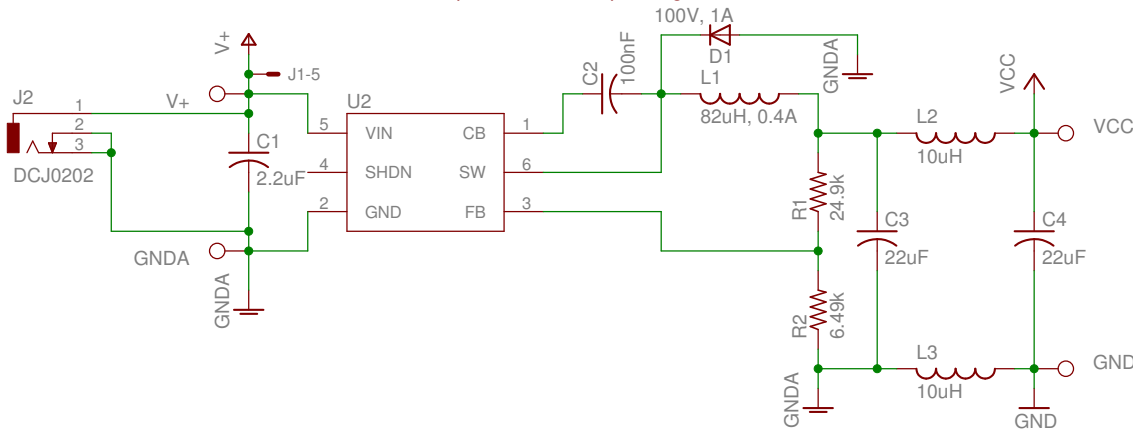 100V, 1A
D1
GNDA
V+
J1-5
C2
100nF
L1
82uH, 0.4A
VCC
J2
1
V+
2
3
DCJ0202
C1
2.2uF
U2
5
VIN
CB
1
4
SHDN
SW
6
2
GND
FB
3
L2
10uH
VCC
R1
24.9k
C3
22uF
C4
22uF
GNDA
GNDA
R2
6.49k
L3
10uH
GND
GNDA
GND